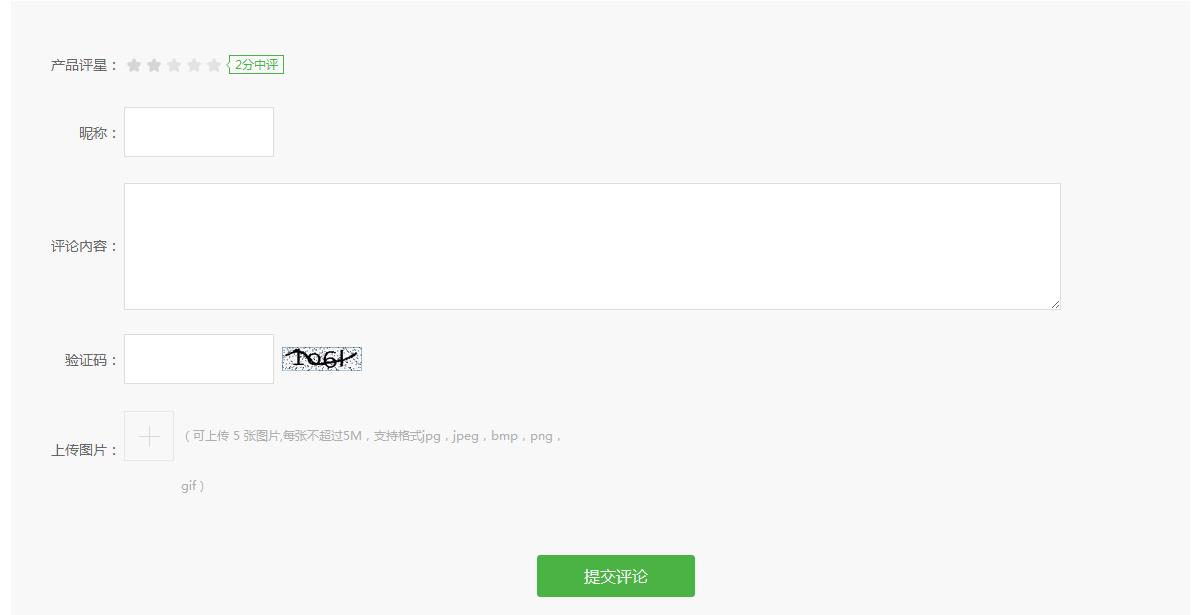 产品评星： 2分中评
昵称：
评论内容：
验证码：
上传图片： （可上传 5 张图片,每张不超过5M，支持格式jpg，jpeg，bmp，png，
gif）
提交评论